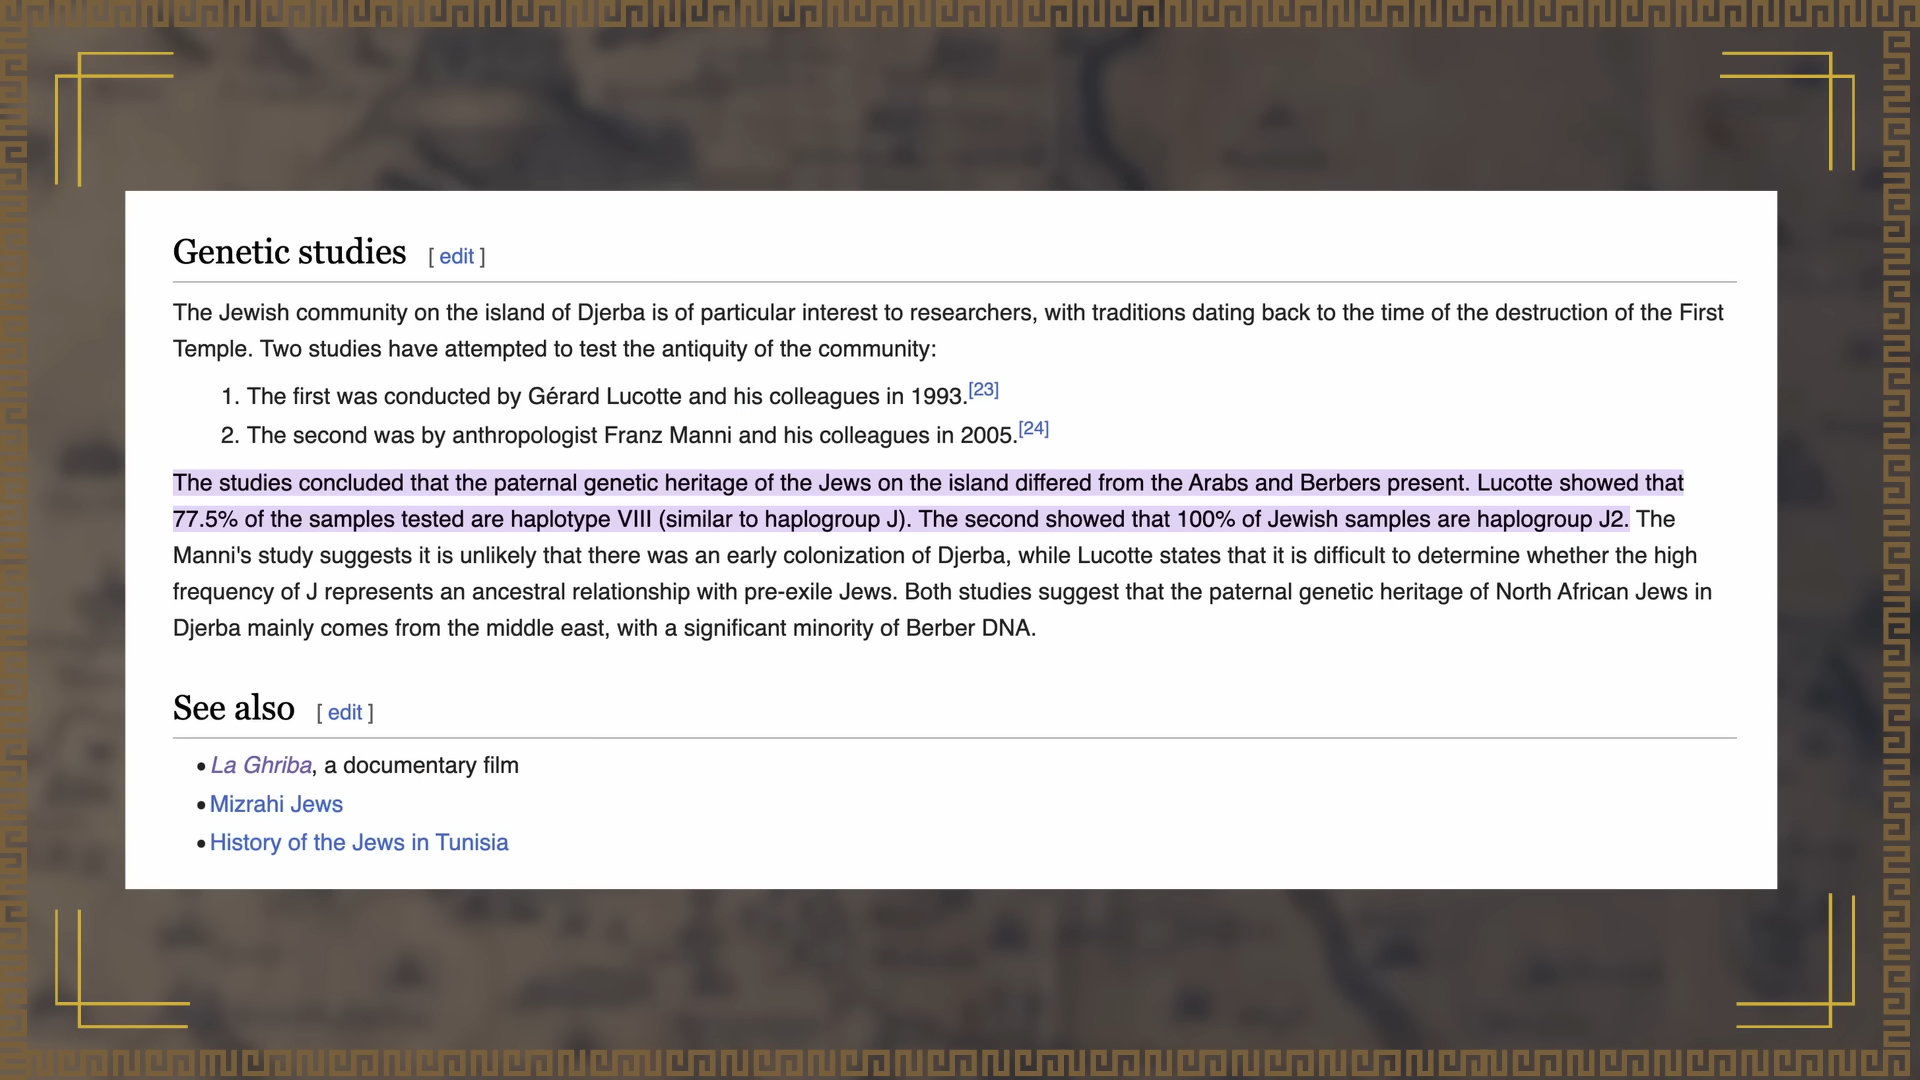 Genetic studies [ edit ]
The Jewish community on the island of Djerba is of particular interest to researchers, with traditions dating back to the time of the destruction of the First
Temple. Two studies have attempted to test the antiquity of the community:
1. The first was conducted by Gérard Lucotte and his colleagues in 1993.[23]
2. The second was by anthropologist Franz Manni and his colleagues in 2005.[24]
The studies concluded that the paternal genetic heritage of the Jews on the island differed from the Arabs and Berbers present. Lucotte showed that
77.5% of the samples tested are haplotype VIII (similar to haplogroup J). The second showed that 100% of Jewish samples are haplogroup J2. The
Manni's study suggests it is unlikely that there was an early colonization of Djerba, while Lucotte states that it is difficult to determine whether the high
frequency of J represents an ancestral relationship with pre-exile Jews. Both studies suggest that the paternal genetic heritage of North African Jews in
Djerba mainly comes from the middle east, with a significant minority of Berber DNA.
See also [ edit ]
• La Ghriba, a documentary film
• Mizrahi Jews
• History of the Jews in Tunisia